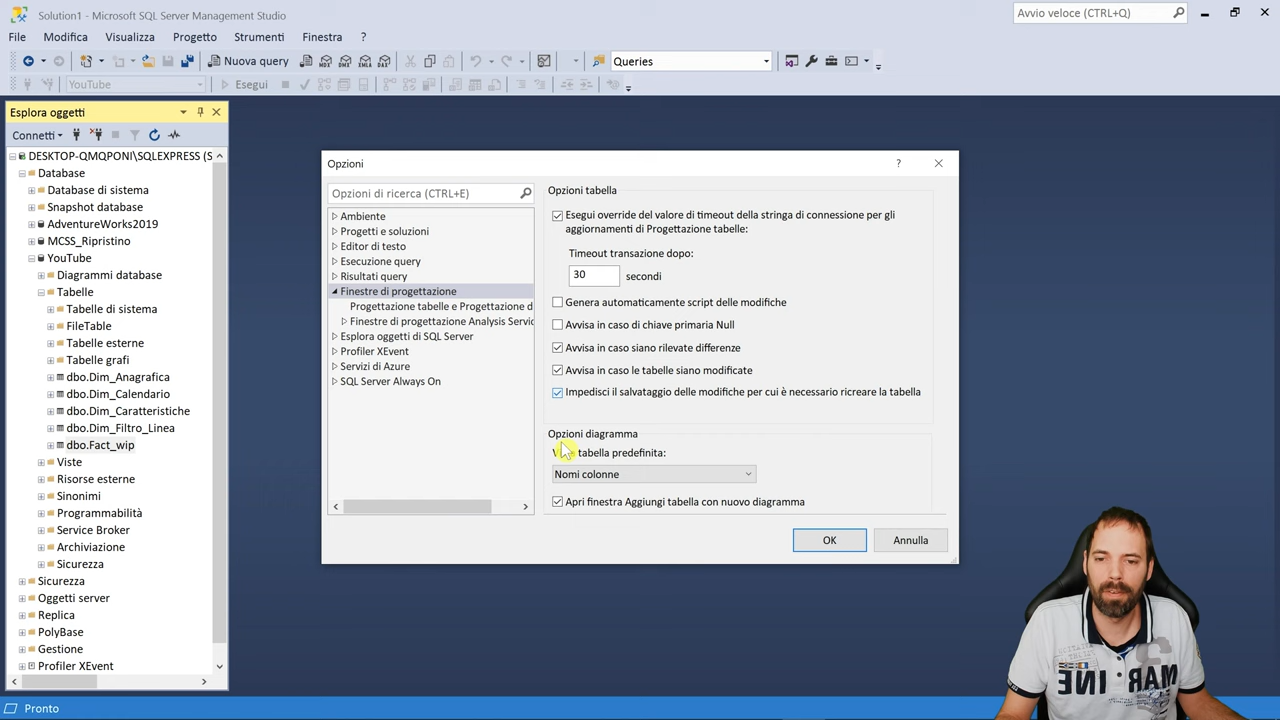 Solution1 - Microsoft SQL Server Management Studio
Avvio veloce (CTRL+Q)
File Modifica Visualizza Progetto Strumenti Finestra ?
Nuova query
MDX DMX XMLA DAX
Queries
YouTube
Esegui
Esplora oggetti
Connetti
DESKTOP-QMQPONI\SQLEXPRESS (S
Database
Database di sistema
Snapshot database
AdventureWorks2019
MCSS_Ripristino
YouTube
Diagrammi database
Tabelle
Tabelle di sistema
FileTable
Tabelle esterne
Tabelle grafi
dbo.Dim_Anagrafica
dbo.Dim_Calendario
dbo.Dim_Caratteristiche
dbo.Dim_Filtro_Linea
dbo.Fact_wip
Viste
Risorse esterne
Sinonimi
Programmabilità
Service Broker
Archiviazione
Sicurezza
Sicurezza
Oggetti server
Replica
PolyBase
Gestione
Profiler XEvent
Opzioni
?
Opzioni di ricerca (CTRL+E)
Ambiente
Progetti e soluzioni
Editor di testo
Esecuzione query
Risultati query
Finestre di progettazione
Progettazione tabelle e Progettazione d
Finestre di progettazione Analysis Servic
Esplora oggetti di SQL Server
Profiler XEvent
Servizi di Azure
SQL Server Always On
Opzioni tabella
Esegui override del valore di timeout della stringa di connessione per gli
aggiornamenti di Progettazione tabelle:
Timeout transazione dopo:
30 secondi
Genera automaticamente script delle modifiche
Avvisa in caso di chiave primaria Null
Avvisa in caso siano rilevate differenze
Avvisa in caso le tabelle siano modificate
Impedisci il salvataggio delle modifiche per cui è necessario ricreare la tabella
Opzioni diagramma
tabella predefinita:
Nomi colonne
Apri finestra Aggiungi tabella con nuovo diagramma
OK
Annulla
Pronto